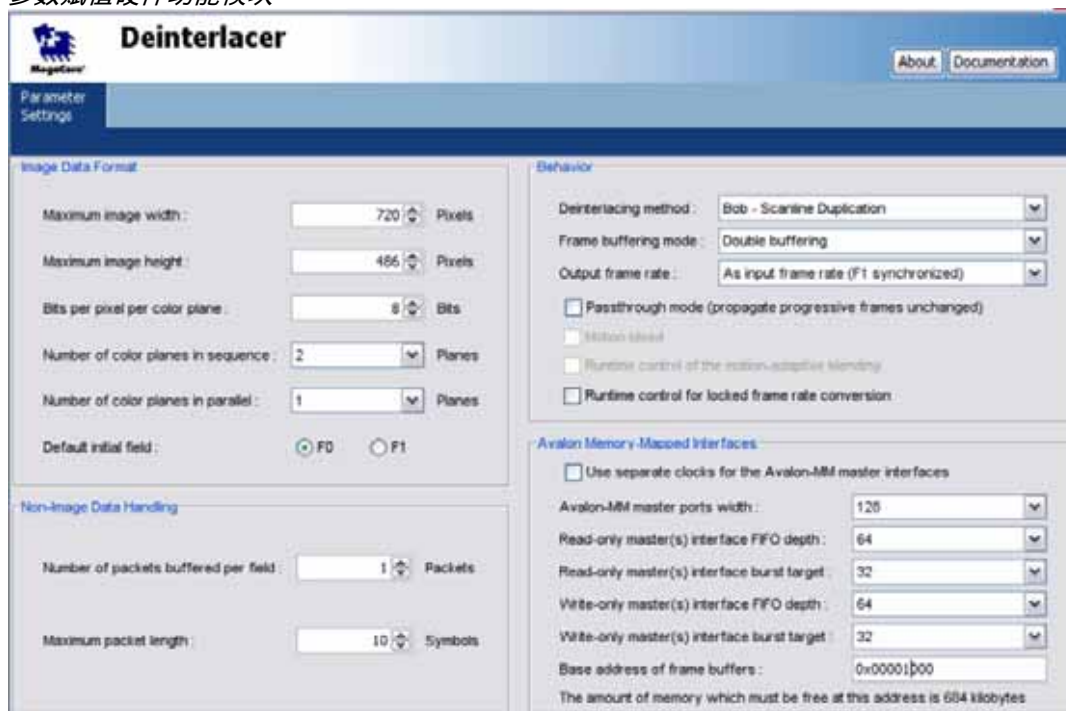 参数赋值硬件功能模块
Deinterlacer
MegaCore
About Documentation
Parameter
Settings
Image Data Format
Maximum image width : 720 Pixels
Maximum image height : 486 Pixels
Bits per pixel per color plane : 8 Bits
Number of color planes in sequence : 2 Planes
Number of color planes in parallel : 1 Planes
Default initial field : F0 F1
Non-Image Data Handling
Number of packets buffered per field : 1 Packets
Maximum packet length : 10 Symbols
Behavior
Deinterlacing method : Bob - Scanline Duplication
Frame buffering mode : Double buffering
Output frame rate : As input frame rate (F1 synchronized)
Passthrough mode (propagate progressive frames unchanged)
Motion bleed
Runtime control of the motion-adaptive blending
Runtime control for locked frame rate conversion
Avalon Memory-Mapped Interfaces
Use separate clocks for the Avalon-MM master interfaces
Avalon-MM master ports width : 128
Read-only master(s) interface FIFO depth : 64
Read-only master(s) interface burst target : 32
Write-only master(s) interface FIFO depth : 64
Write-only master(s) interface burst target : 32
Base address of frame buffers : 0x00001000
The amount of memory which must be free at this address is 684 kilobytes